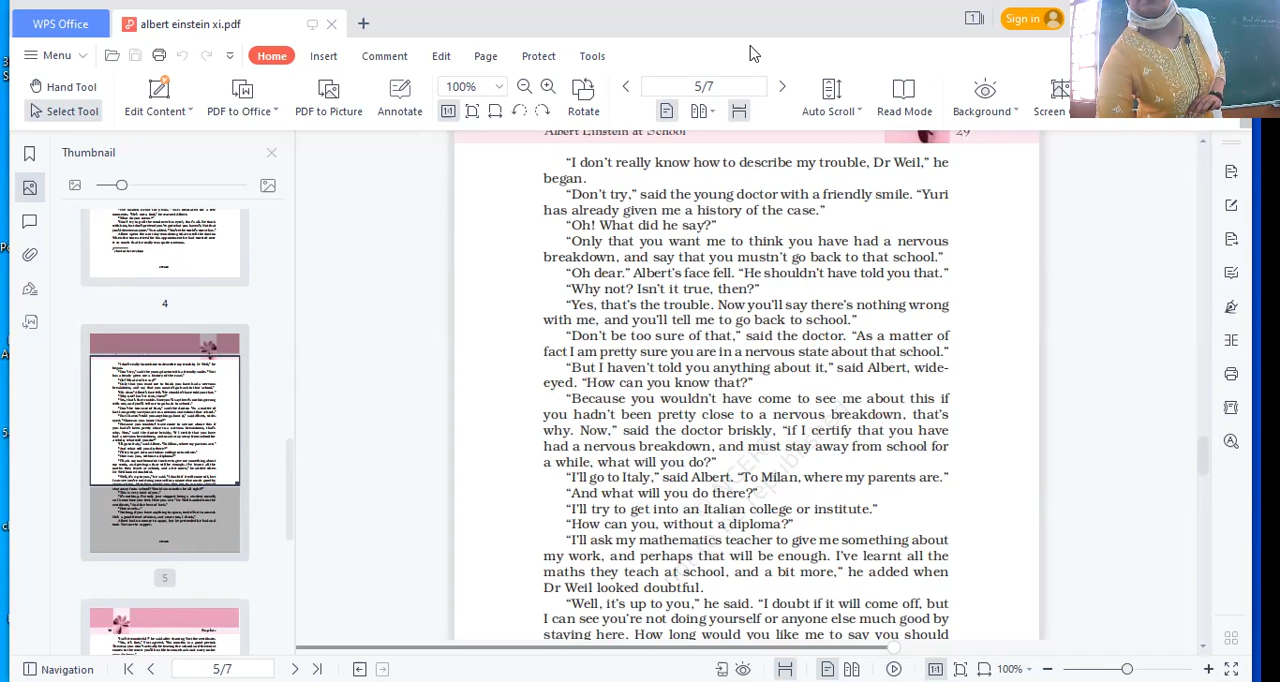 WPS Office
albert einstein xi.pdf
Sign in
Menu
Home
Insert
Comment
Edit
Page
Protect
Tools
Hand Tool
Select Tool
Edit Content
PDF to Office
PDF to Picture
Annotate
100%
Rotate
5/7
Auto Scroll
Read Mode
Background
Screen
Thumbnail
4
5
Albert Einstein at School 29
“I don't really know how to describe my trouble, Dr Weil,” he
began.
“Don't try,” said the young doctor with a friendly smile. “Yuri
has already given me a history of the case.”
“Oh! What did he say?”
“Only that you want me to think you have had a nervous
breakdown, and say that you mustn't go back to that school.”
“Oh dear.” Albert's face fell. “He shouldn't have told you that.”
“Why not? Isn't it true, then?”
“Yes, that's the trouble. Now you'll say there's nothing wrong
with me, and you'll tell me to go back to school.”
“Don't be too sure of that,” said the doctor. “As a matter of
fact I am pretty sure you are in a nervous state about that school.”
“But I haven't told you anything about it,” said Albert, wide-
eyed. “How can you know that?”
“Because you wouldn't have come to see me about this if
you hadn't been pretty close to a nervous breakdown, that's
why. Now,” said the doctor briskly, “if I certify that you have
had a nervous breakdown, and must stay away from school for
a while, what will you do?”
“I'll go to Italy,” said Albert. “To Milan, where my parents are.”
“And what will you do there?”
“I'll try to get into an Italian college or institute.”
“How can you, without a diploma?”
“I'll ask my mathematics teacher to give me something about
my work, and perhaps that will be enough. I've learnt all the
maths they teach at school, and a bit more,” he added when
Dr Weil looked doubtful.
“Well, it's up to you,” he said. “I doubt if it will come off, but
I can see you're not doing yourself or anyone else much good by
staying here. How long would you like me to say you should
Navigation
5/7
100%